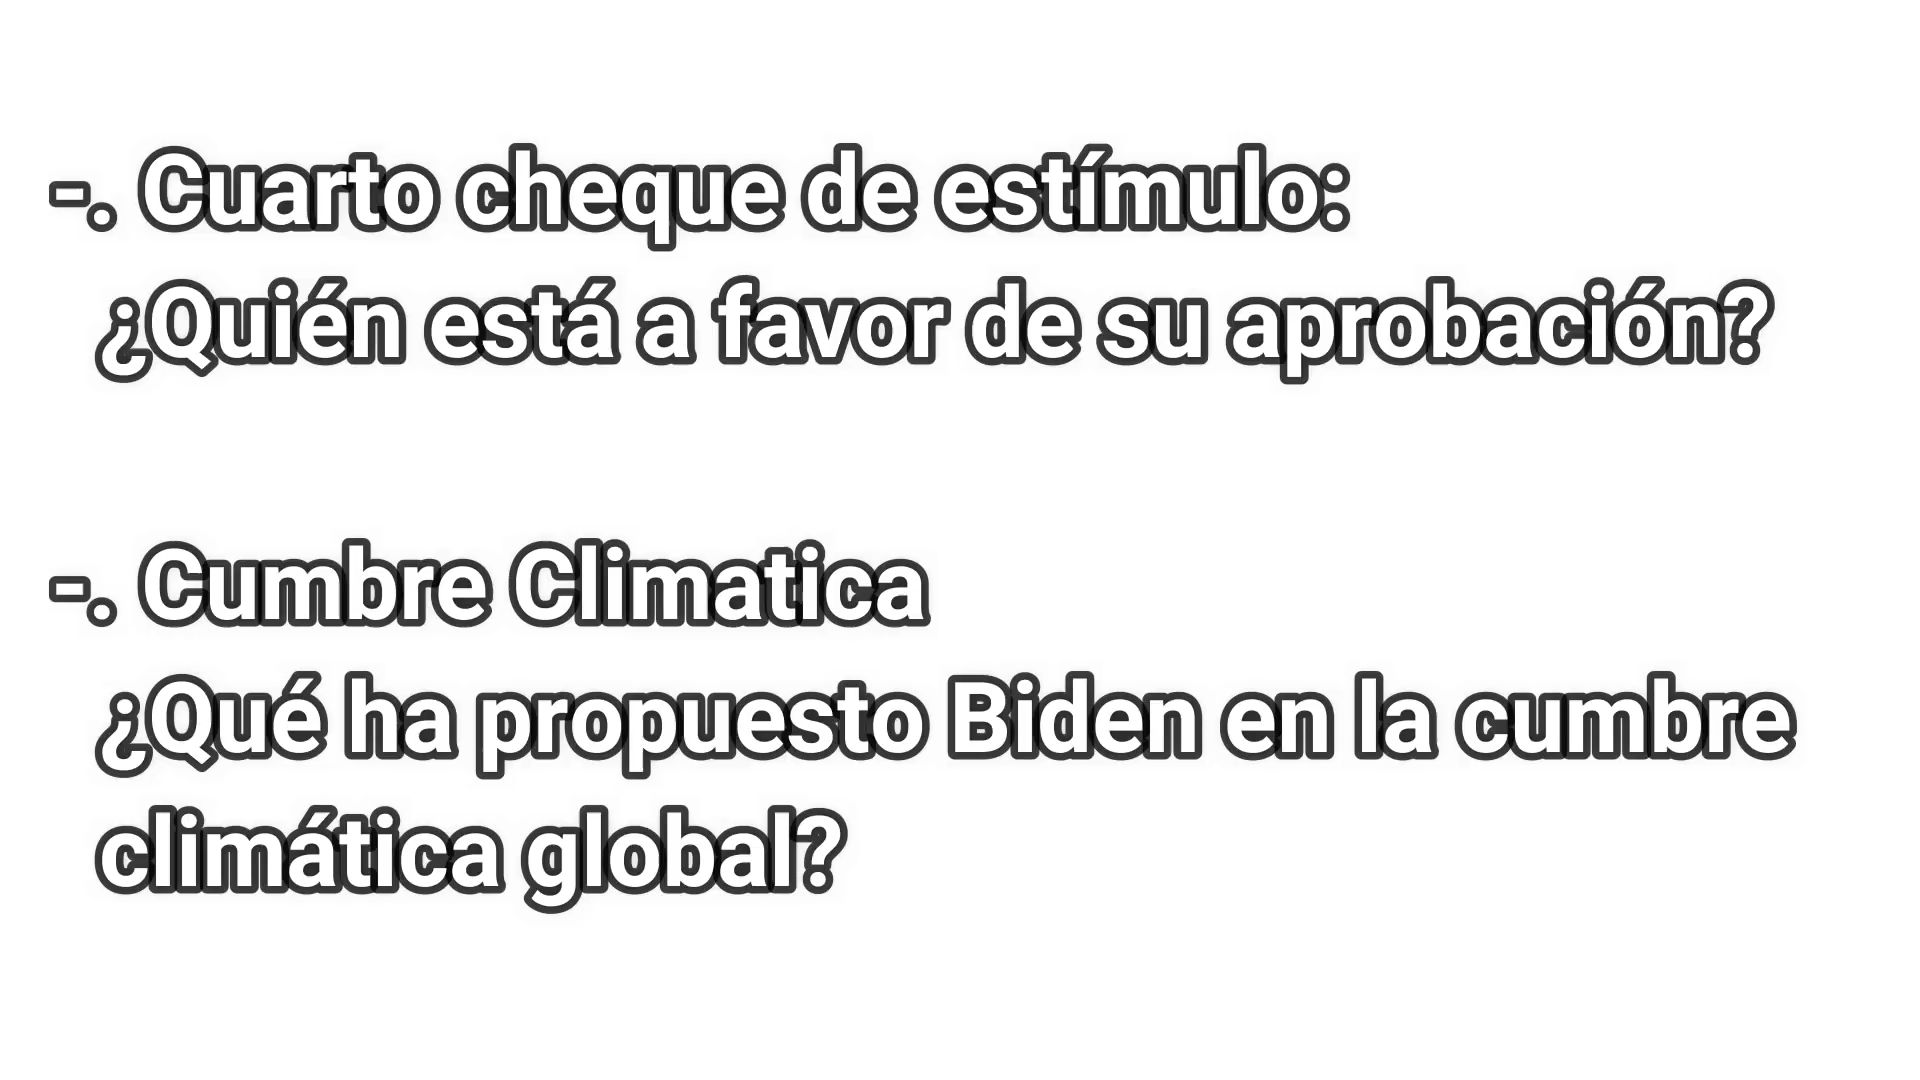 -. Cuarto cheque de estímulo:
¿Quién está a favor de su aprobación?
-. Cumbre Climatica
¿Qué ha propuesto Biden en la cumbre
climática global?